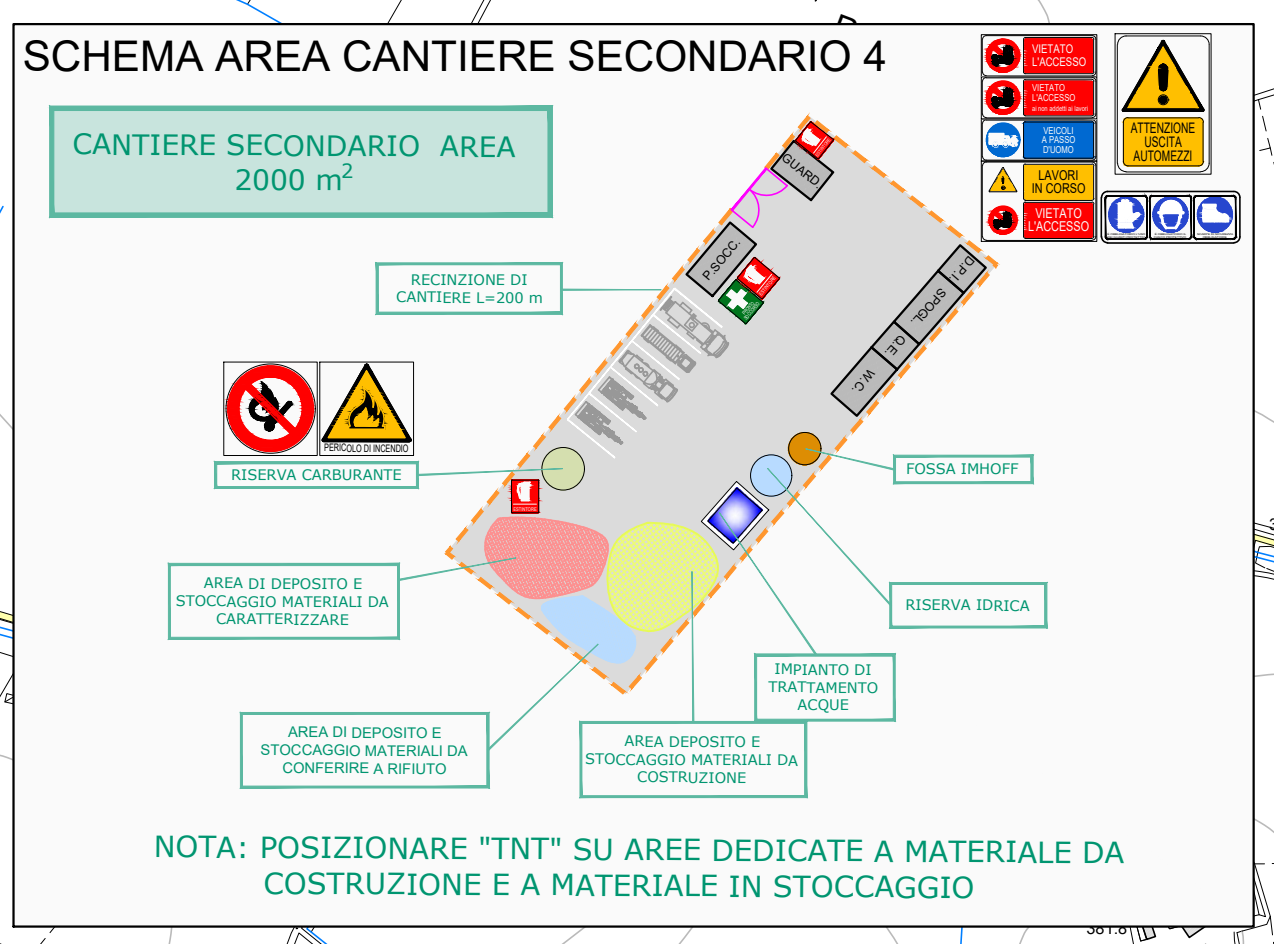 SCHEMA AREA CANTIERE SECONDARIO 4
CANTIERE SECONDARIO AREA
2000 m²
VIETATO
L'ACCESSO
VIETATO
L'ACCESSO
ai non addetti ai lavori
VEICOLI
A PASSO
D'UOMO
LAVORI
IN CORSO
VIETATO
L'ACCESSO
ATTENZIONE
USCITA
AUTOMEZZI
GUARD.
P.SOCC.
D.P.I.
SPOGL.
Q.E.
W.C.
RECINZIONE DI
CANTIERE L=200 m
PERICOLO DI INCENDIO
RISERVA CARBURANTE
ESTINTORE
FOSSA IMHOFF
AREA DI DEPOSITO E
STOCCAGGIO MATERIALI DA
CARATTERIZZARE
RISERVA IDRICA
IMPIANTO DI
TRATTAMENTO
ACQUE
AREA DI DEPOSITO E
STOCCAGGIO MATERIALI DA
CONFERIRE A RIFIUTO
AREA DEPOSITO E
STOCCAGGIO MATERIALI DA
COSTRUZIONE
NOTA: POSIZIONARE "TNT" SU AREE DEDICATE A MATERIALE DA
COSTRUZIONE E A MATERIALE IN STOCCAGGIO